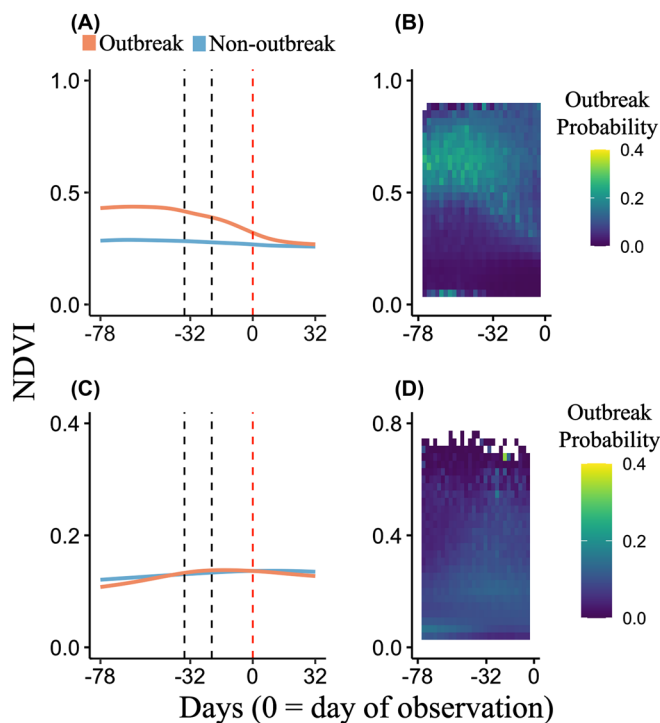 (A)
(B)
Outbreak Non-outbreak
1.0
0.5
0.0
-78 -32 0 32
1.0
0.5
0.0
-78 -32 0
Outbreak
Probability
0.4
0.2
0.0
NDVI
(C)
(D)
0.4
0.2
0.0
-78 -32 0 32
0.8
0.4
0.0
-78 -32 0
Outbreak
Probability
0.4
0.2
0.0
Days (0 = day of observation)